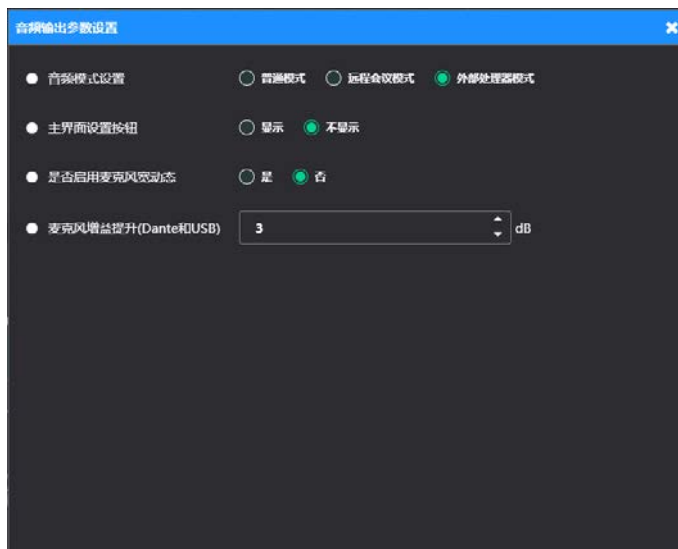 音频输出参数设置
音频模式设置 普通模式 远程会议模式 外部处理器模式
主界面设置按钮 显示 不显示
是否启用麦克风宽动态 是 否
麦克风增益提升(Dante和USB) 3 dB